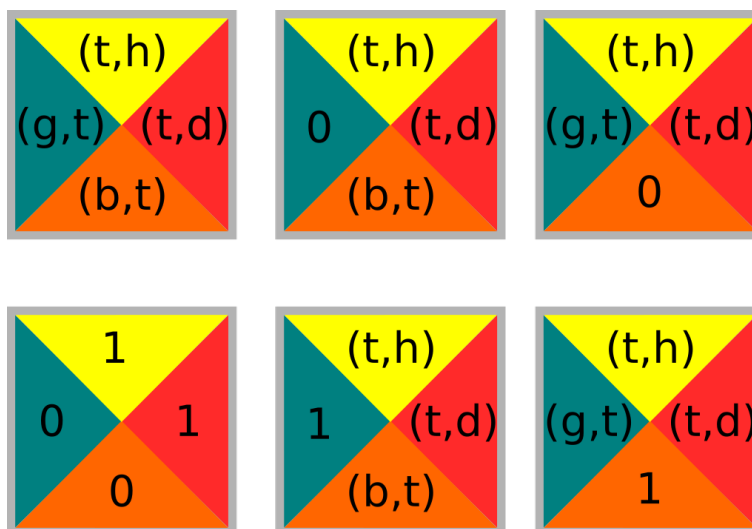 (t,h) (t,h) (t,h)
(g,t) (t,d) 0 (t,d) (g,t) (t,d)
(b,t) (b,t) 0
1 (t,h) (t,h)
0 1 1 (t,d) (g,t) (t,d)
0 (b,t) 1